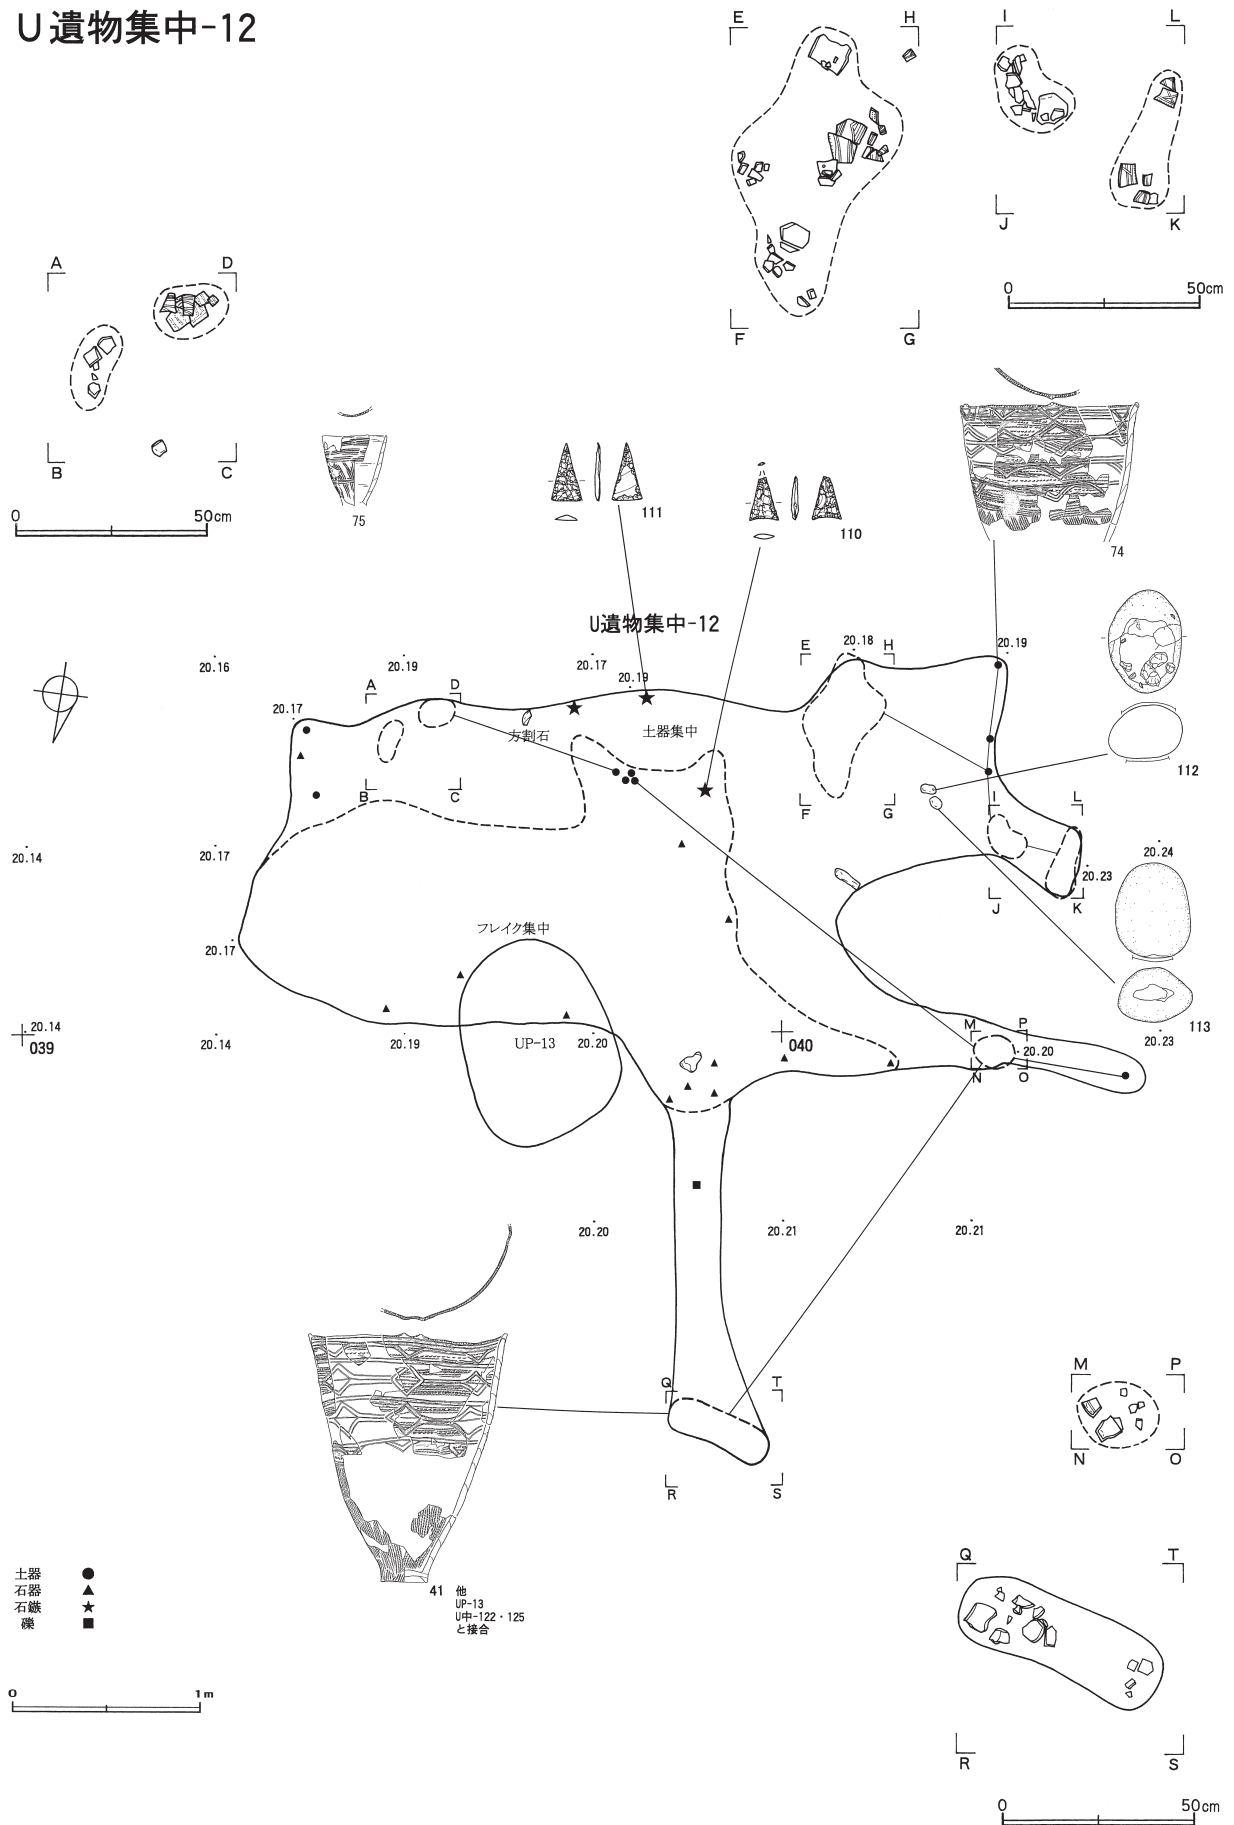 U遺物集中-12
E H
I L
J K
0 50cm
F G
A D
B C
0 50cm
75
111
110
74
U遺物集中-12
20.16
20.19
20.17
20.19
E 20.18 H
20.19
A D
20.17
方割石
土器集中
112
B C
F G
I L
20.14
20.17
20.24
20.23
J K
フレイク集中
20.17
20.14
039
20.14
20.19
UP-13
20.20
040
M P
20.20
N O
20.23
113
20.20
20.21
20.21
Q T
R S
M P
N O
41 他
UP-13
U中-122・125
と接合
土器 ●
石器 ▲
石鏃 ★
礫 ■
0 1m
Q T
R S
0 50cm